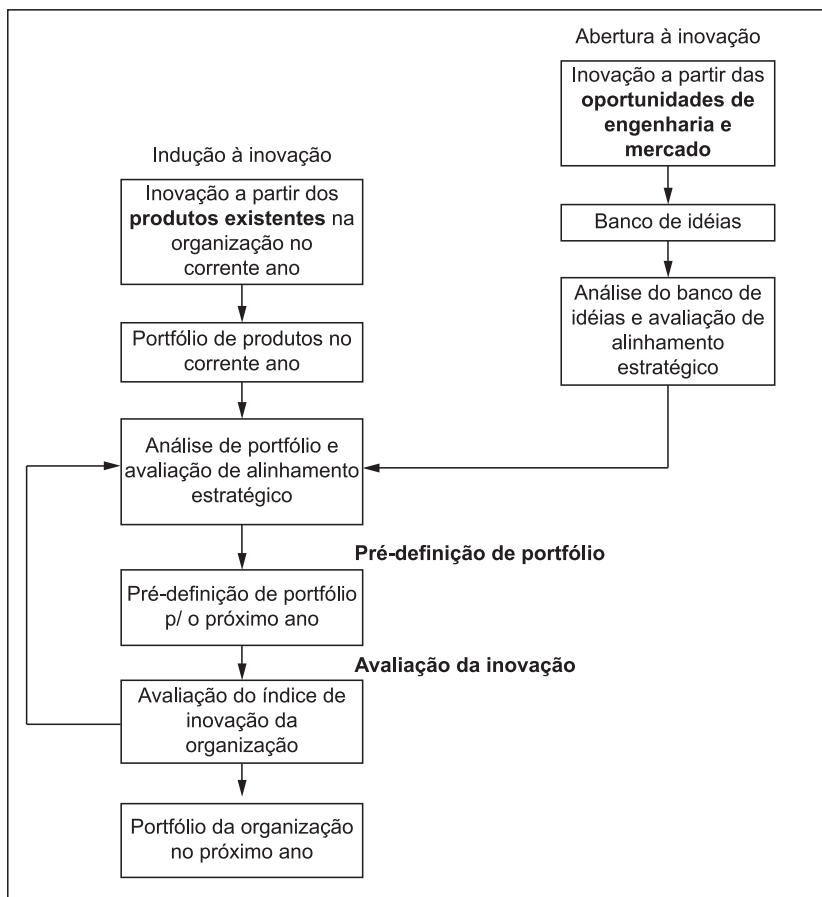 Abertura à inovação
Inovação a partir das
oportunidades de
engenharia e
mercado
Banco de idéias
Análise do banco de
idéias e avaliação de
alinhamento
estratégico
Indução à inovação
Inovação a partir dos
produtos existentes na
organização no
corrente ano
Portfólio de produtos no
corrente ano
Análise de portfólio e
avaliação de alinhamento
estratégico
Pré-definição de portfólio
Pré-definição de portfólio
p/ o próximo ano
Avaliação da inovação
Avaliação do índice de
inovação da
organização
Portfólio da organização
no próximo ano